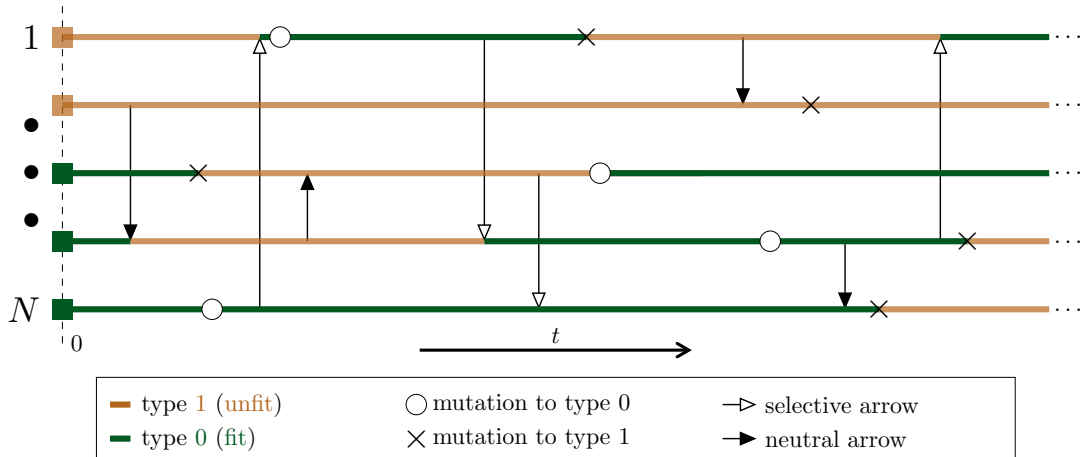 1
N
0
t
type 1 (unfit)
mutation to type 0
selective arrow
type 0 (fit)
mutation to type 1
neutral arrow